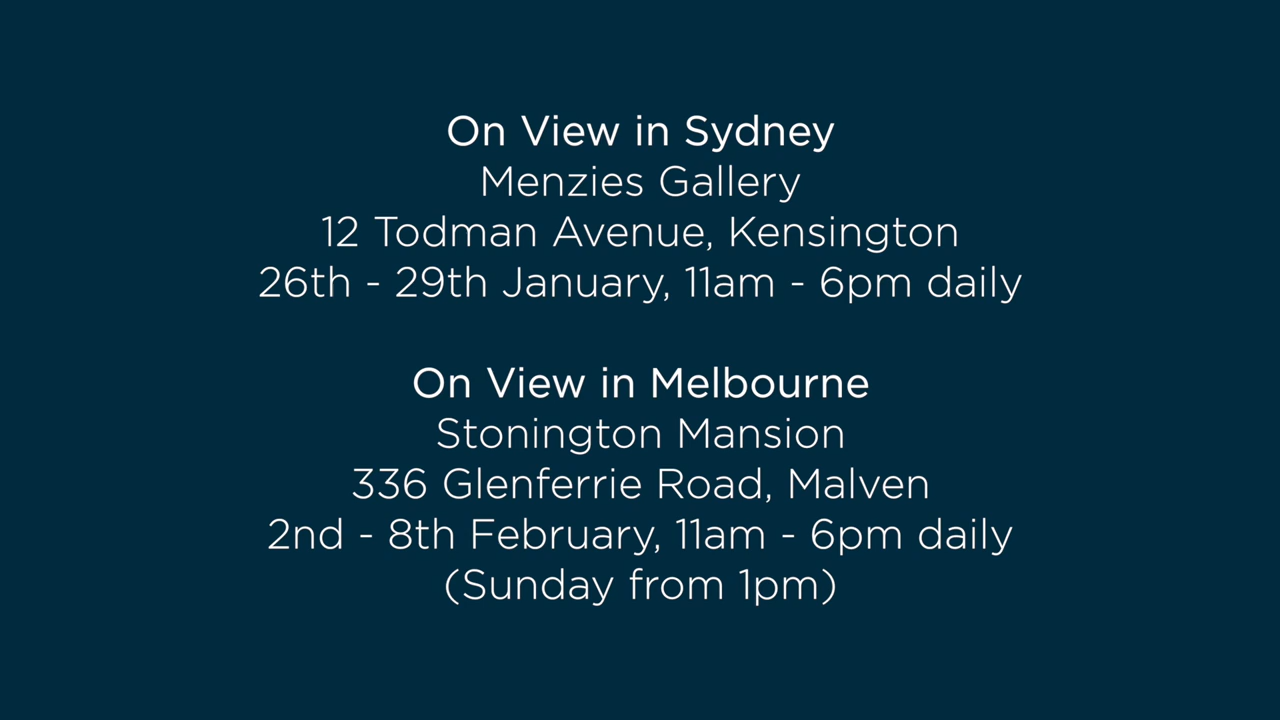 On View in Sydney
Menzies Gallery
12 Todman Avenue, Kensington
26th - 29th January, 11am - 6pm daily
On View in Melbourne
Stonington Mansion
336 Glenferrie Road, Malven
2nd - 8th February, 11am - 6pm daily
(Sunday from 1pm)